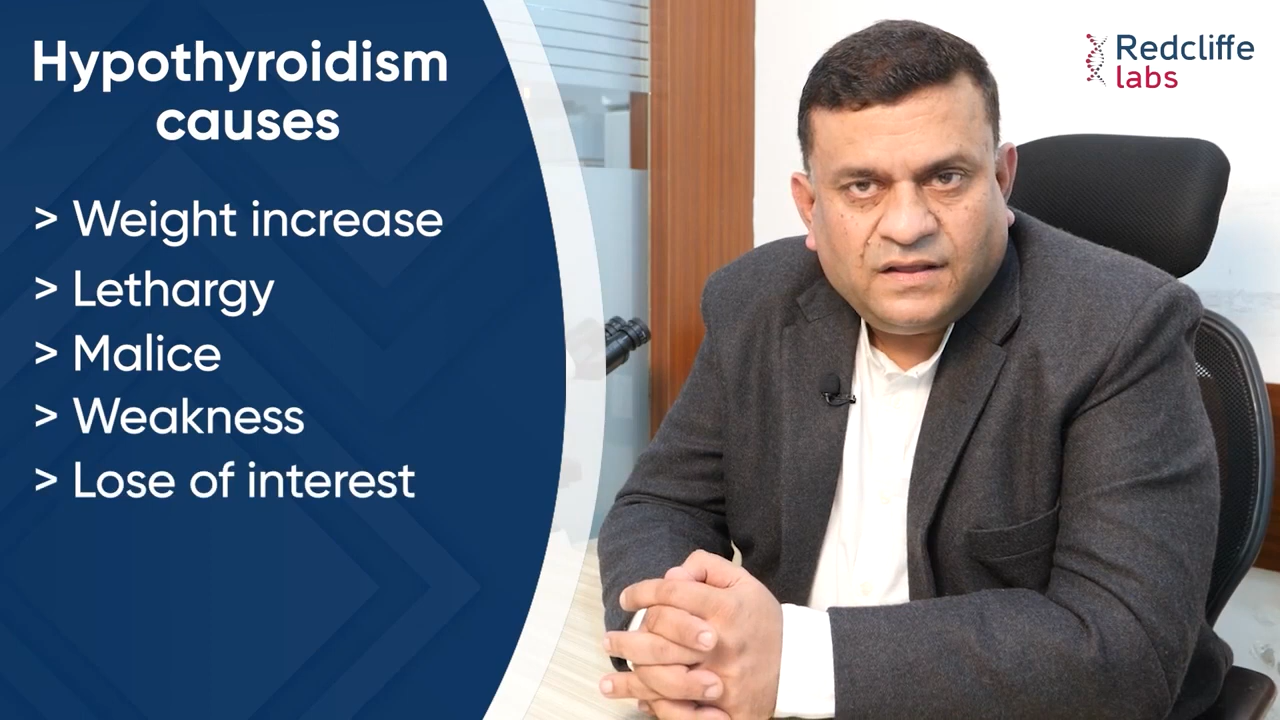 Hypothyroidism
causes
> Weight increase
> Lethargy
> Malice
> Weakness
> Lose of interest
Redcliffe
labs